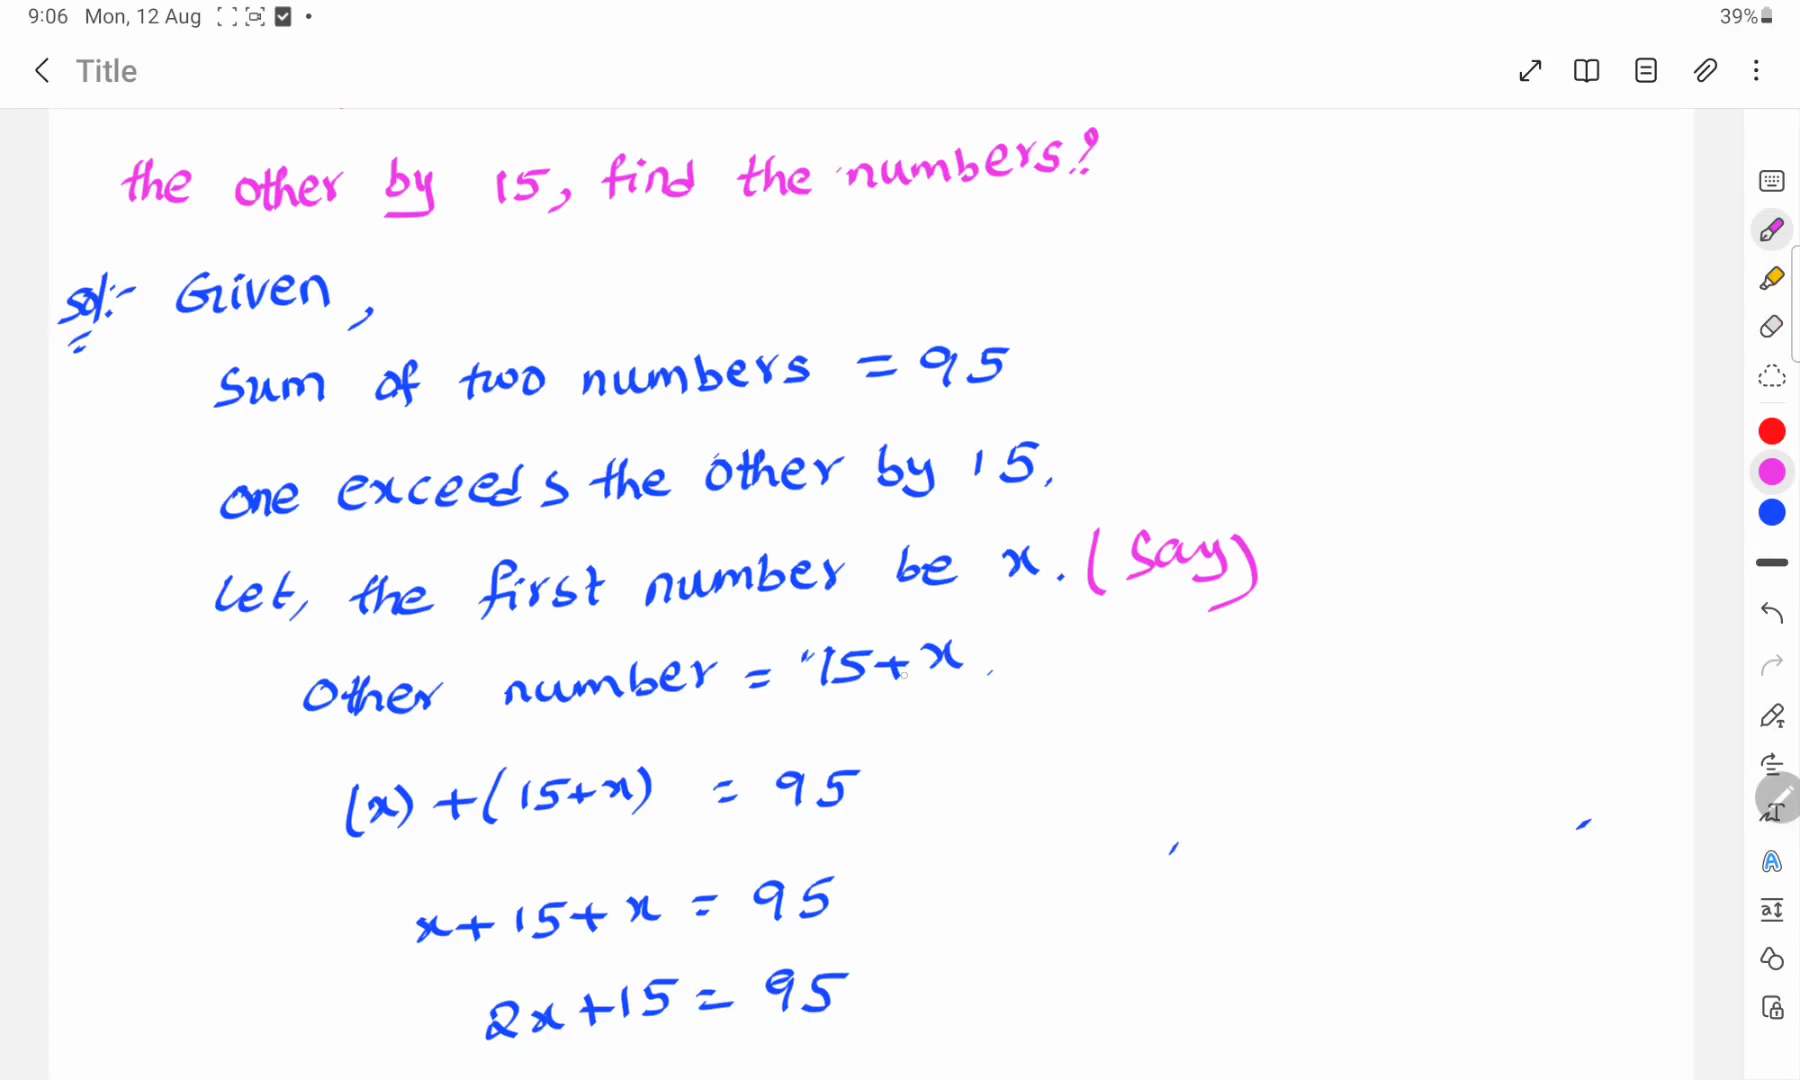 9:06 Mon, 12 Aug 39%
Title
the other by 15, find the numbers?
Sol:- Given,
Sum of two numbers = 95
one exceeds the other by 15.
Let, the first number be x. (say)
Other number = 15+x.
(x) + (15+x) = 95
x+15+x = 95
2x+15 = 95